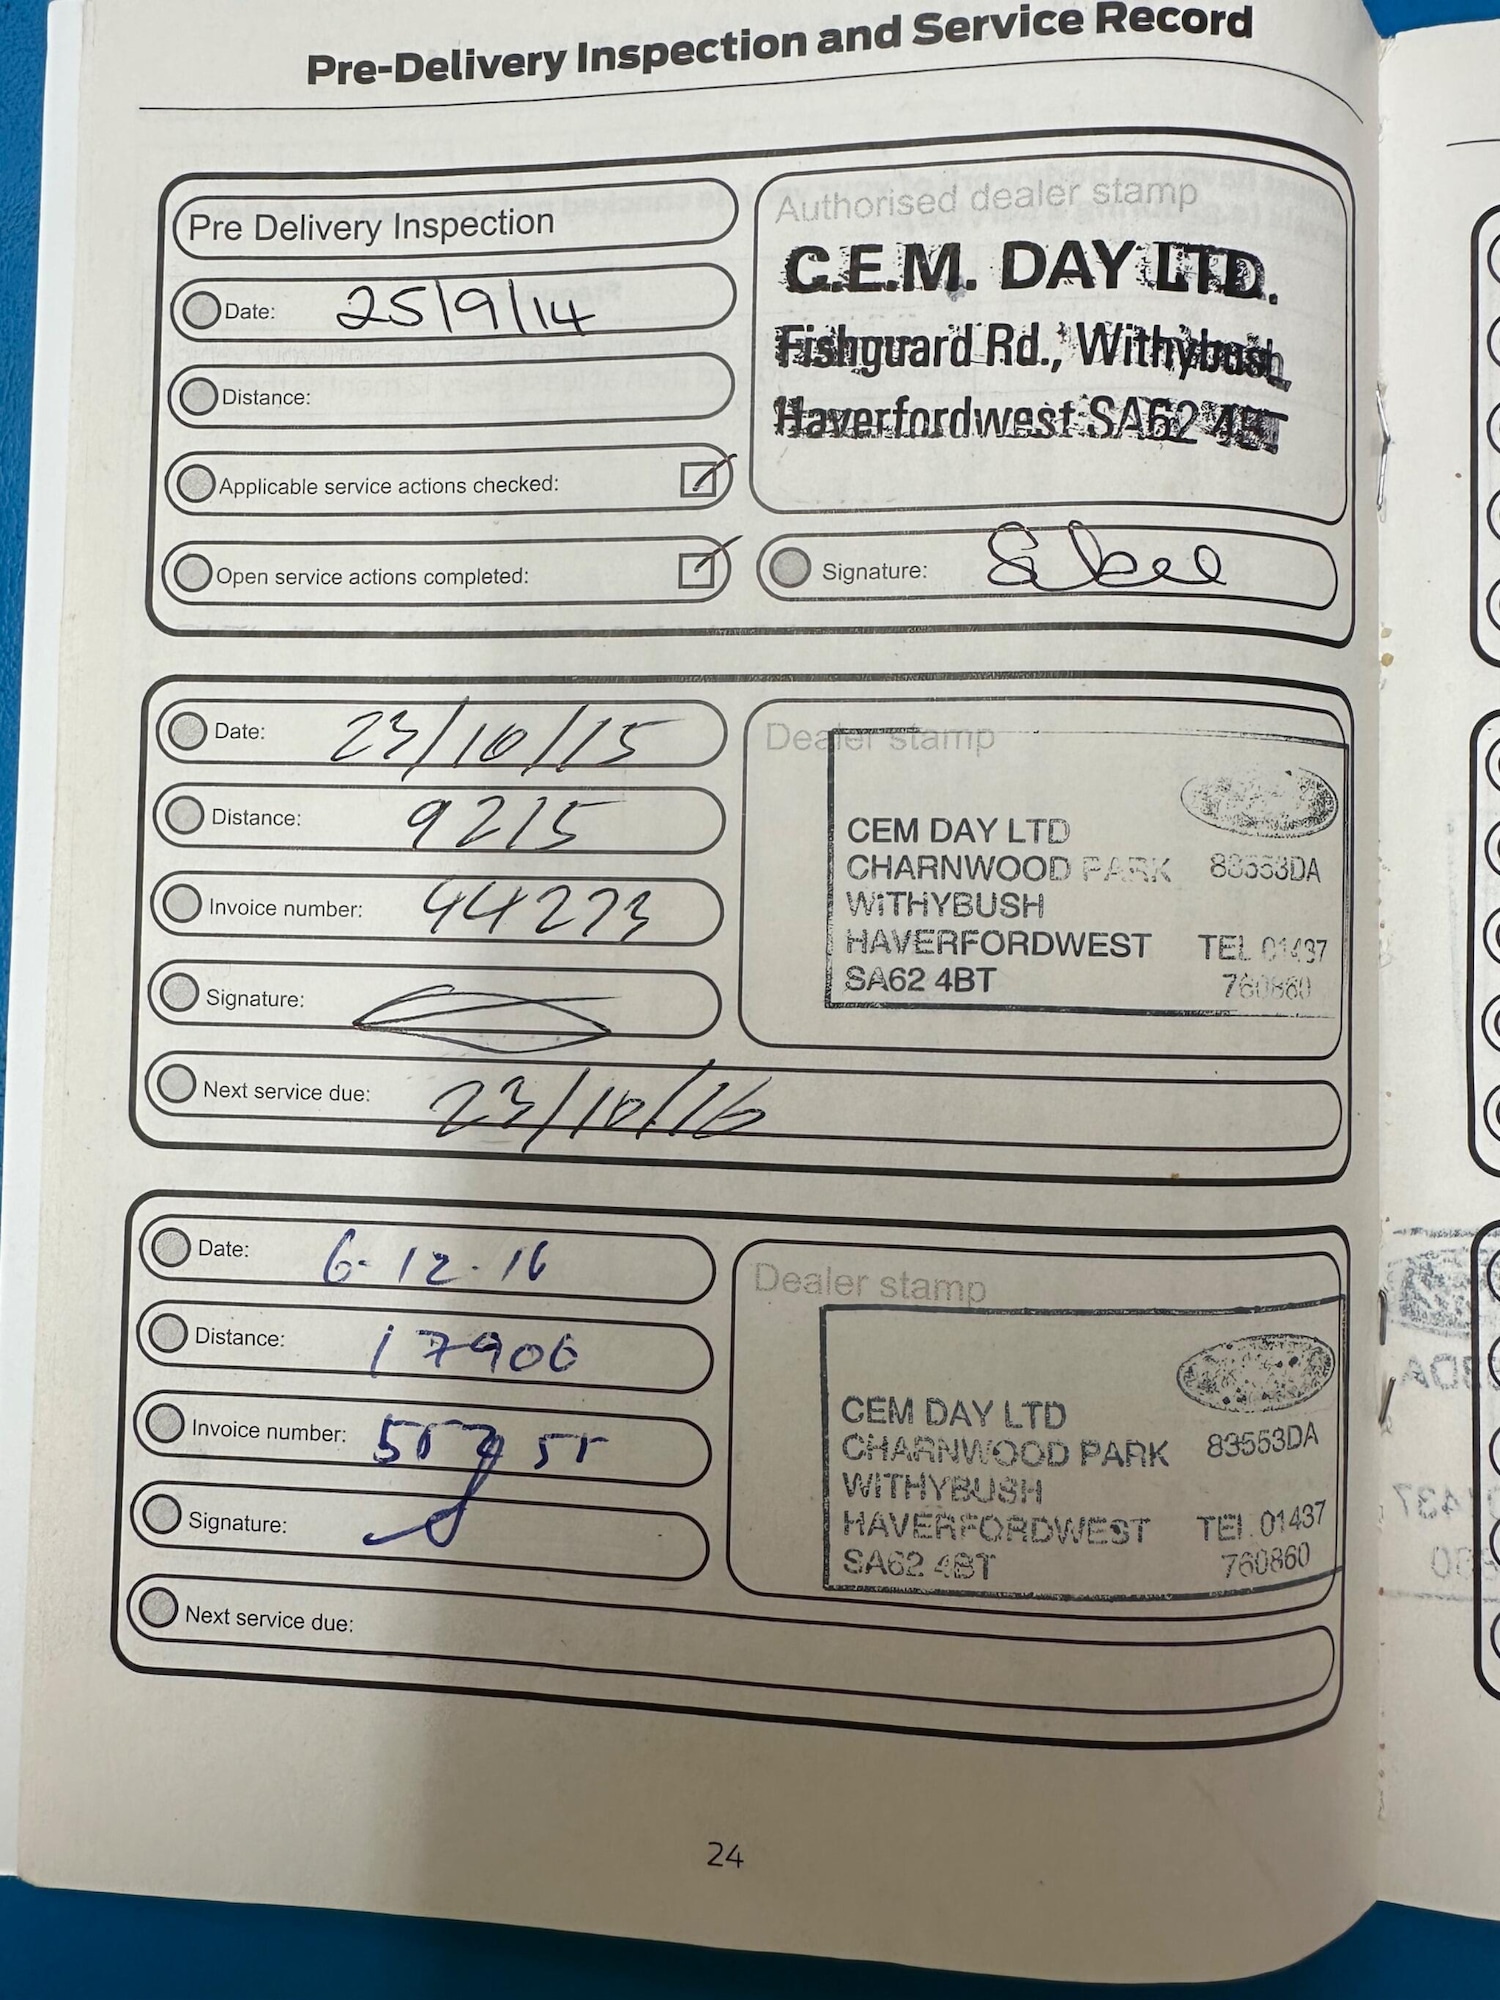 Pre-Delivery Inspection and Service Record
Pre Delivery Inspection
Date: 25/9/14
Distance:
Applicable service actions checked:
Open service actions completed:
Authorised dealer stamp
C.E.M. DAY LTD.
Fishguard Rd., Withybush
Haverfordwest SA62 4BT
Signature:
Date: 23/10/15
Distance: 9215
Invoice number: 44273
Signature:
Next service due: 23/10/16
Dealer stamp
CEM DAY LTD
CHARNWOOD PARK 83553DA
WITHYBUSH
HAVERFORDWEST TEL 01437
SA62 4BT 760860
Date: 6-12-16
Distance: 17906
Invoice number:
Signature:
Next service due:
Dealer stamp
CEM DAY LTD
CHARNWOOD PARK 83553DA
WITHYBUSH
HAVERFORDWEST TEL 01437
SA62 4BT 760860
24